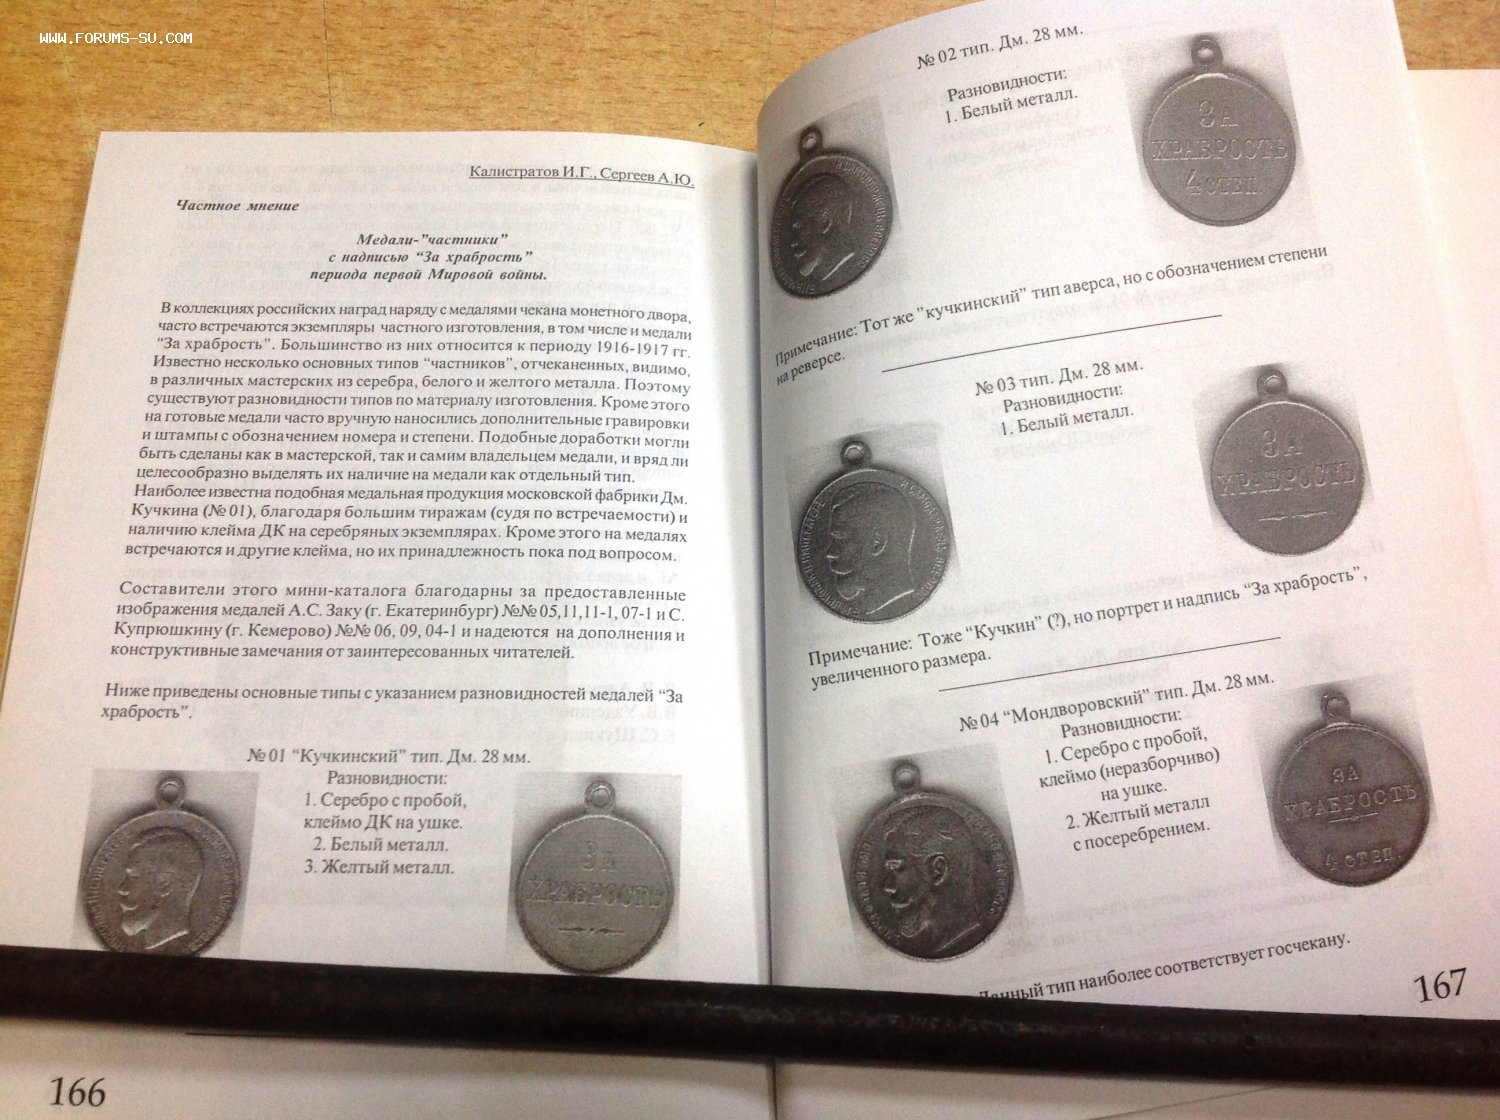 WWW.FORUMS-SU.COM
Калистратов И.Г., Сергеев А.Ю.
Частное мнение
Медали-"частники"
с надписью “За храбрость”
периода первой Мировой войны.
В коллекциях российских наград наряду с медалями чекана монетного двора,
часто встречаются экземпляры частного изготовления, в том числе и медали
“За храбрость”. Большинство из них относится к периоду 1916-1917 гг.
Известно несколько основных типов “частников”, отчеканенных, видимо,
в различных мастерских из серебра, белого и желтого металла. Поэтому
существуют разновидности типов по материалу изготовления. Кроме этого
на готовые медали часто вручную наносились дополнительные гравировки
и штампы с обозначением номера и степени. Подобные доработки могли
быть сделаны как в мастерской, так и самим владельцем медали, и вряд ли
целесообразно выделять их наличие на медали как отдельный тип.
Наиболее известна подобная медальная продукция московской фабрики Дм.
Кучкина (№ 01), благодаря большим тиражам (судя по встречаемости) и
наличию клейма ДК на серебряных экземплярах. Кроме этого на медалях
встречаются и другие клейма, но их принадлежность пока под вопросом.
Составители этого мини-каталога благодарны за предоставленные
изображения медалей А.С. Заку (г. Екатеринбург) №№ 05,11,11-1, 07-1 и С.
Купрюшкину (г. Кемерово) №№ 06, 09, 04-1 и надеются на дополнения и
конструктивные замечания от заинтересованных читателей.
Ниже приведены основные типы с указанием разновидностей медалей “За
храбрость”.
№ 01 “Кучкинский” тип. Дм. 28 мм.
Разновидности:
1. Серебро с пробой,
клеймо ДК на ушке.
2. Белый металл.
3. Желтый металл.
ЗА
ХРАБРОСТЬ
166
№ 02 тип. Дм. 28 мм.
Разновидности:
1. Белый металл.
ЗА
ХРАБРОСТЬ
4 СТЕП.
Примечание: Тот же ”кучкинский” тип аверса, но с обозначением степени
на реверсе.
№ 03 тип. Дм. 28 мм.
Разновидности:
1. Белый металл.
ЗА
ХРАБРОСТЬ
Примечание: Тоже “Кучкин” (?), но портрет и надпись “За храбрость”,
увеличенного размера.
№ 04 “Мондворовский” тип. Дм. 28 мм.
Разновидности:
1. Серебро с пробой,
клеймо (неразборчиво)
на ушке.
2. Желтый металл
с посеребрением.
ЗА
ХРАБРОСТЬ
4 СТЕП.
Данный тип наиболее соответствует госчекану.
167